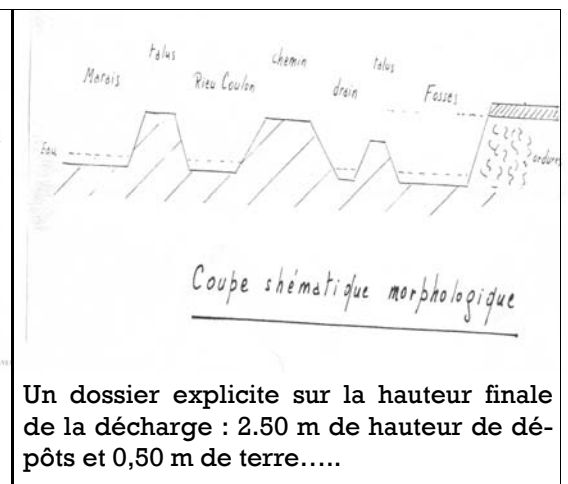 talus
chemin
talus
Marais
Rieu Coulon
drain
Fosses
Eau
ordures
Coupe shématique morphologique
Un dossier explicite sur la hauteur finale
de la décharge : 2.50 m de hauteur de dé-
pôts et 0,50 m de terre.....